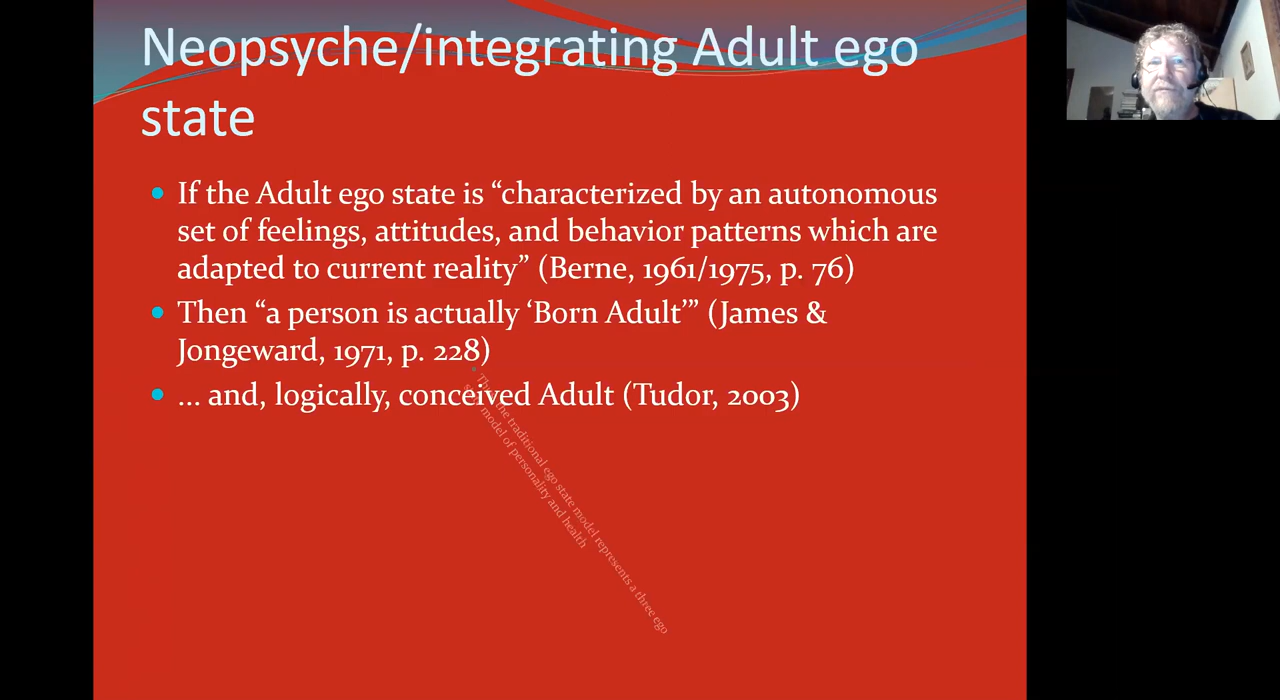 Neopsyche/integrating Adult ego
state
• If the Adult ego state is “characterized by an autonomous
set of feelings, attitudes, and behavior patterns which are
adapted to current reality” (Berne, 1961/1975, p. 76)
• Then “a person is actually ‘Born Adult’” (James &
Jongeward, 1971, p. 228)
• ... and, logically, conceived Adult (Tudor, 2003)
• the traditional ego state model represents a three ego
model of personality and health